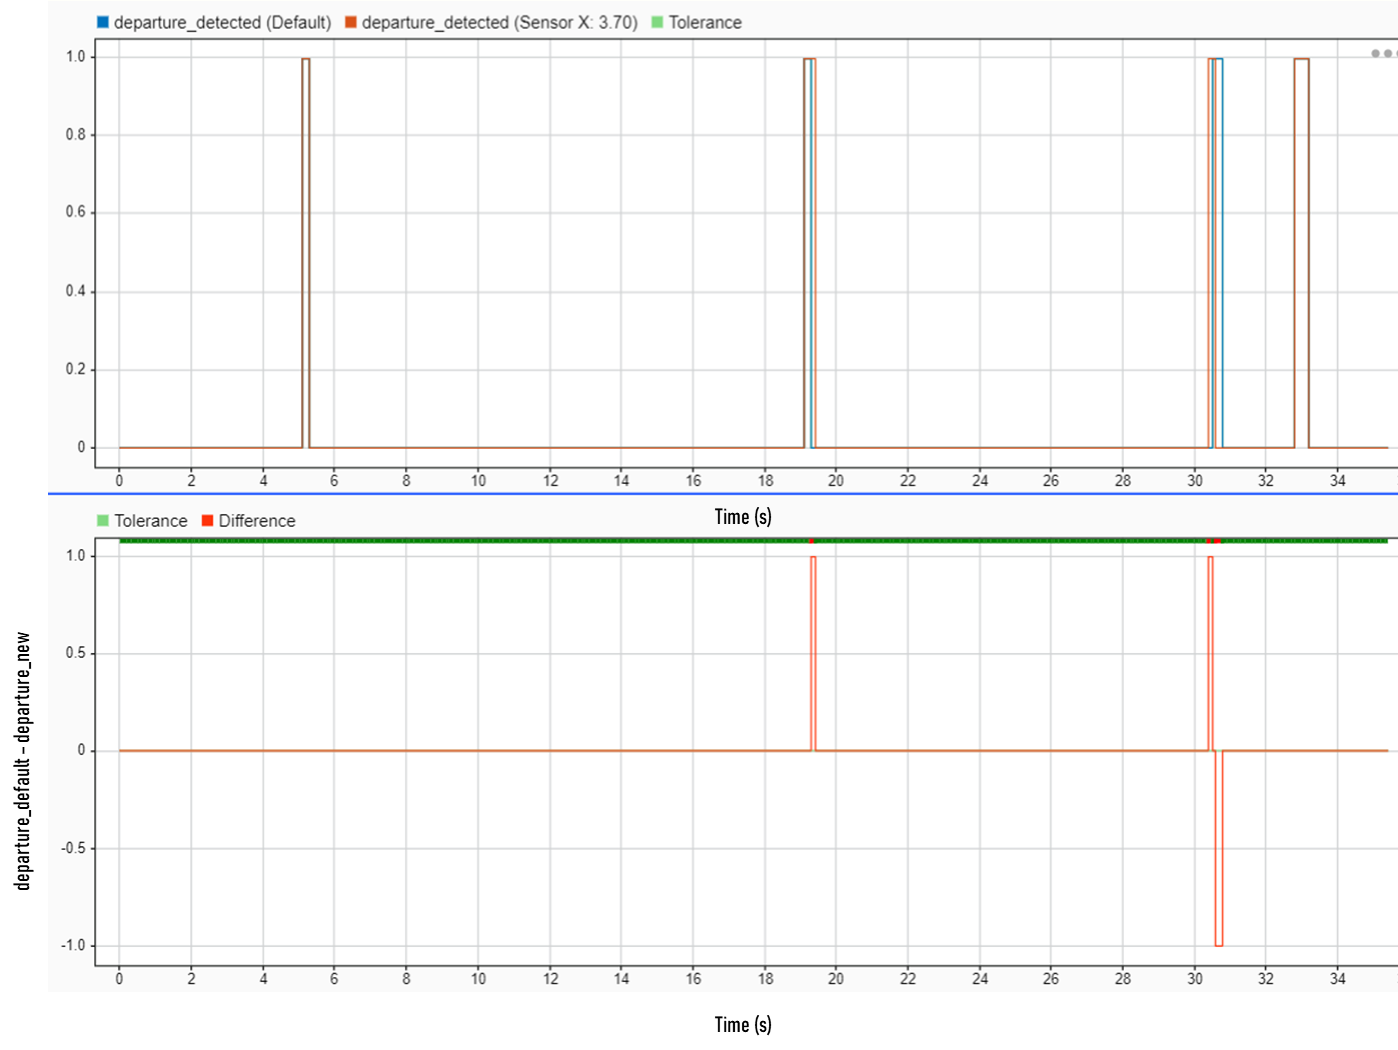 departure_detected (Default) departure_detected (Sensor X: 3.70) Tolerance
1.0
0.8
0.6
0.4
0.2
0
0 2 4 6 8 10 12 14 16 18 20 22 24 26 28 30 32 34
Time (s)
Tolerance Difference
1.0
0.5
0
-0.5
-1.0
departure_default - departure_new
0 2 4 6 8 10 12 14 16 18 20 22 24 26 28 30 32 34
Time (s)